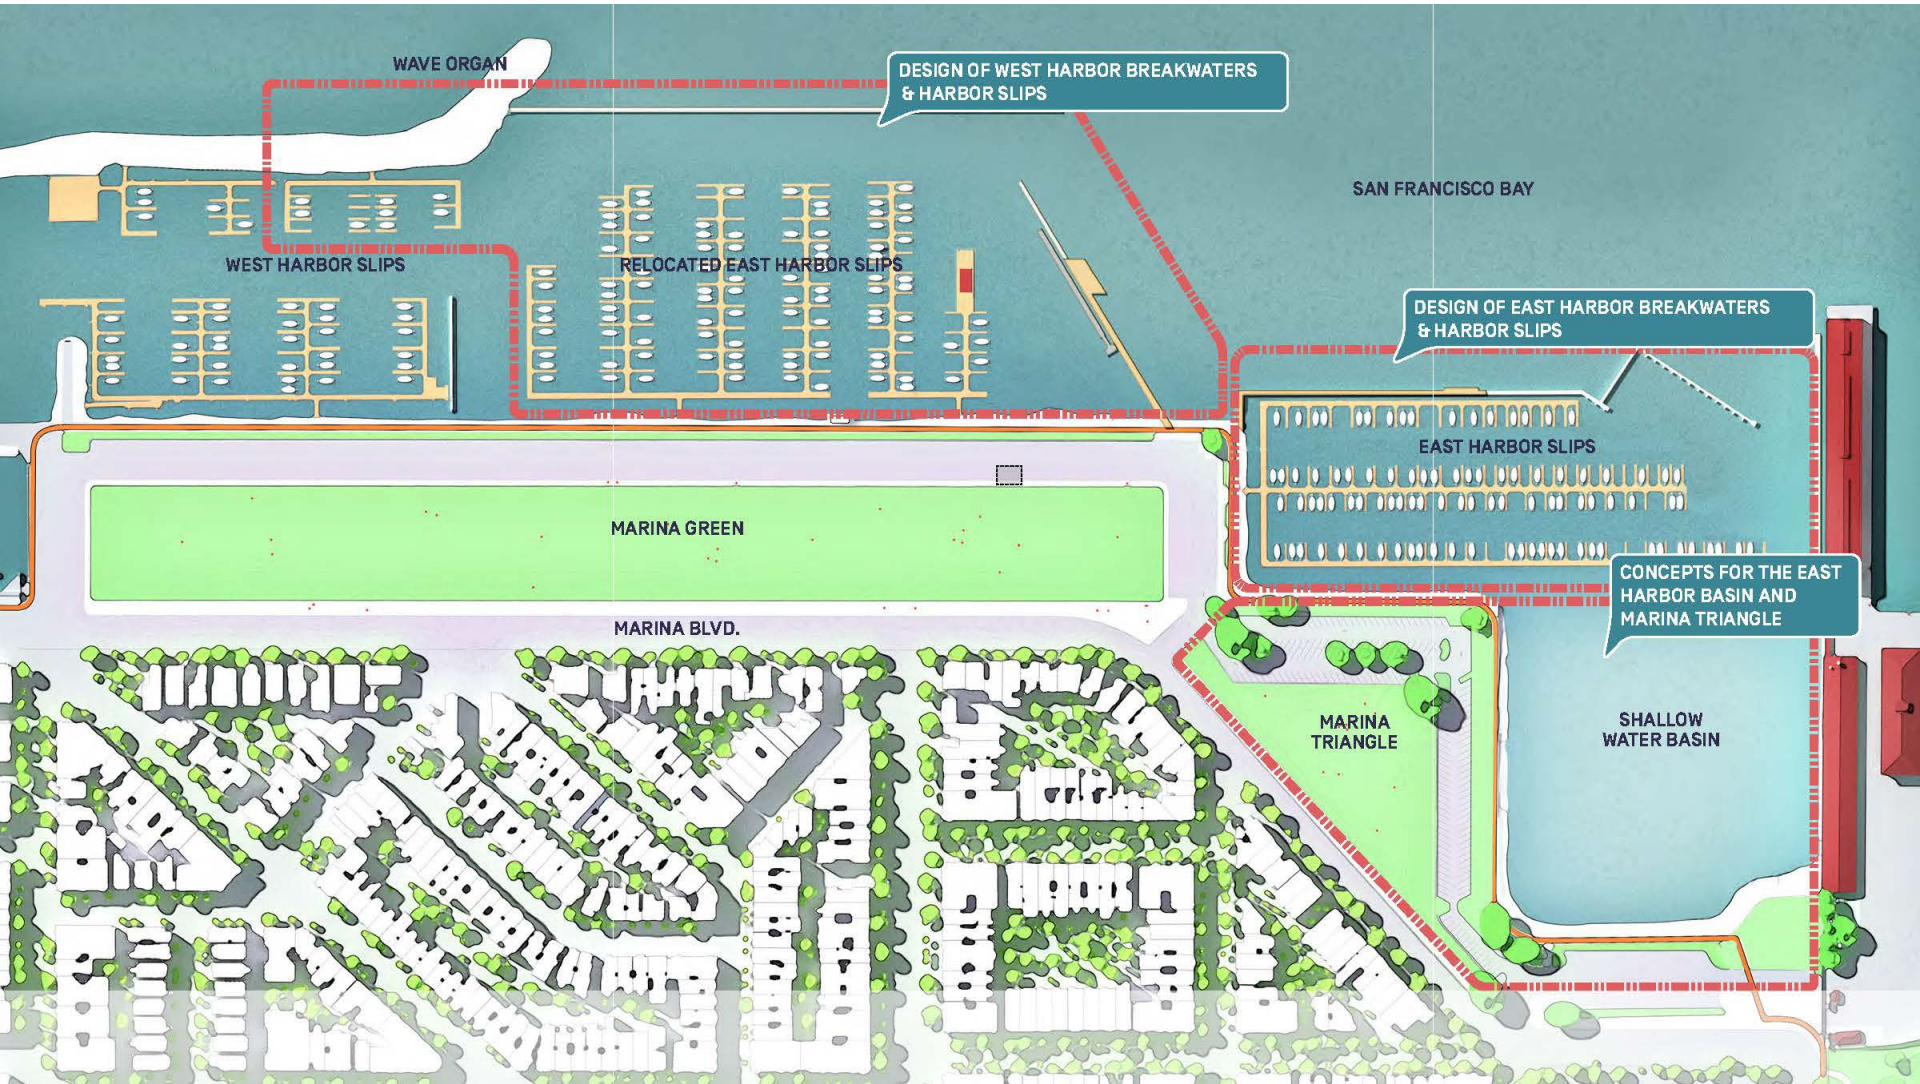 WAVE ORGAN
DESIGN OF WEST HARBOR BREAKWATERS
& HARBOR SLIPS
SAN FRANCISCO BAY
WEST HARBOR SLIPS
RELOCATED EAST HARBOR SLIPS
DESIGN OF EAST HARBOR BREAKWATERS
& HARBOR SLIPS
EAST HARBOR SLIPS
MARINA GREEN
CONCEPTS FOR THE EAST
HARBOR BASIN AND
MARINA TRIANGLE
MARINA BLVD.
MARINA
TRIANGLE
SHALLOW
WATER BASIN